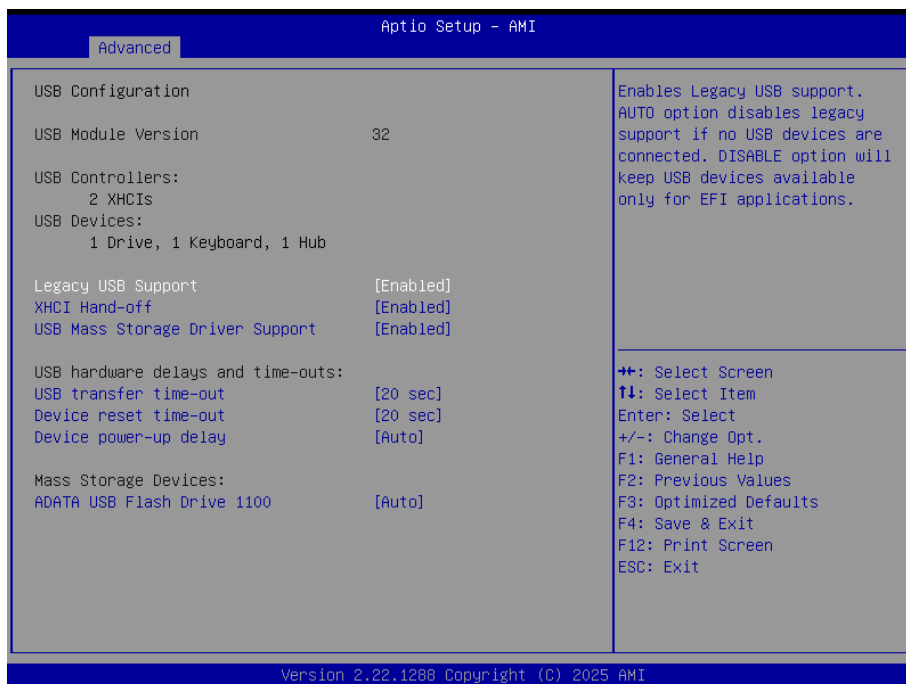 Aptio Setup – AMI
Advanced
USB Configuration
USB Module Version 32
USB Controllers:
2 XHCIs
USB Devices:
1 Drive, 1 Keyboard, 1 Hub
Legacy USB Support [Enabled]
XHCI Hand-off [Enabled]
USB Mass Storage Driver Support [Enabled]
USB hardware delays and time-outs:
USB transfer time-out [20 sec]
Device reset time-out [20 sec]
Device power-up delay [Auto]
Mass Storage Devices:
ADATA USB Flash Drive 1100 [Auto]
Enables Legacy USB support.
AUTO option disables legacy
support if no USB devices are
connected. DISABLE option will
keep USB devices available
only for EFI applications.
→←: Select Screen
↑↓: Select Item
Enter: Select
+/-: Change Opt.
F1: General Help
F2: Previous Values
F3: Optimized Defaults
F4: Save & Exit
F12: Print Screen
ESC: Exit
Version 2.22.1288 Copyright (C) 2025 AMI